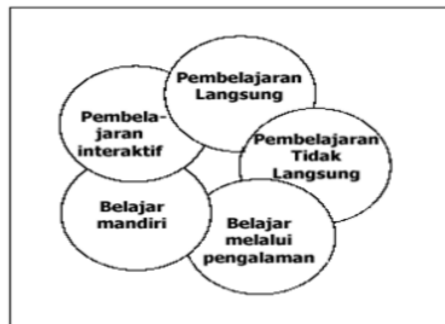 Pembelajaran
Langsung
Pembela-
jaran
interaktif
Pembelajaran
Tidak
Langsung
Belajar
mandiri
Belajar
melalui
pengalaman